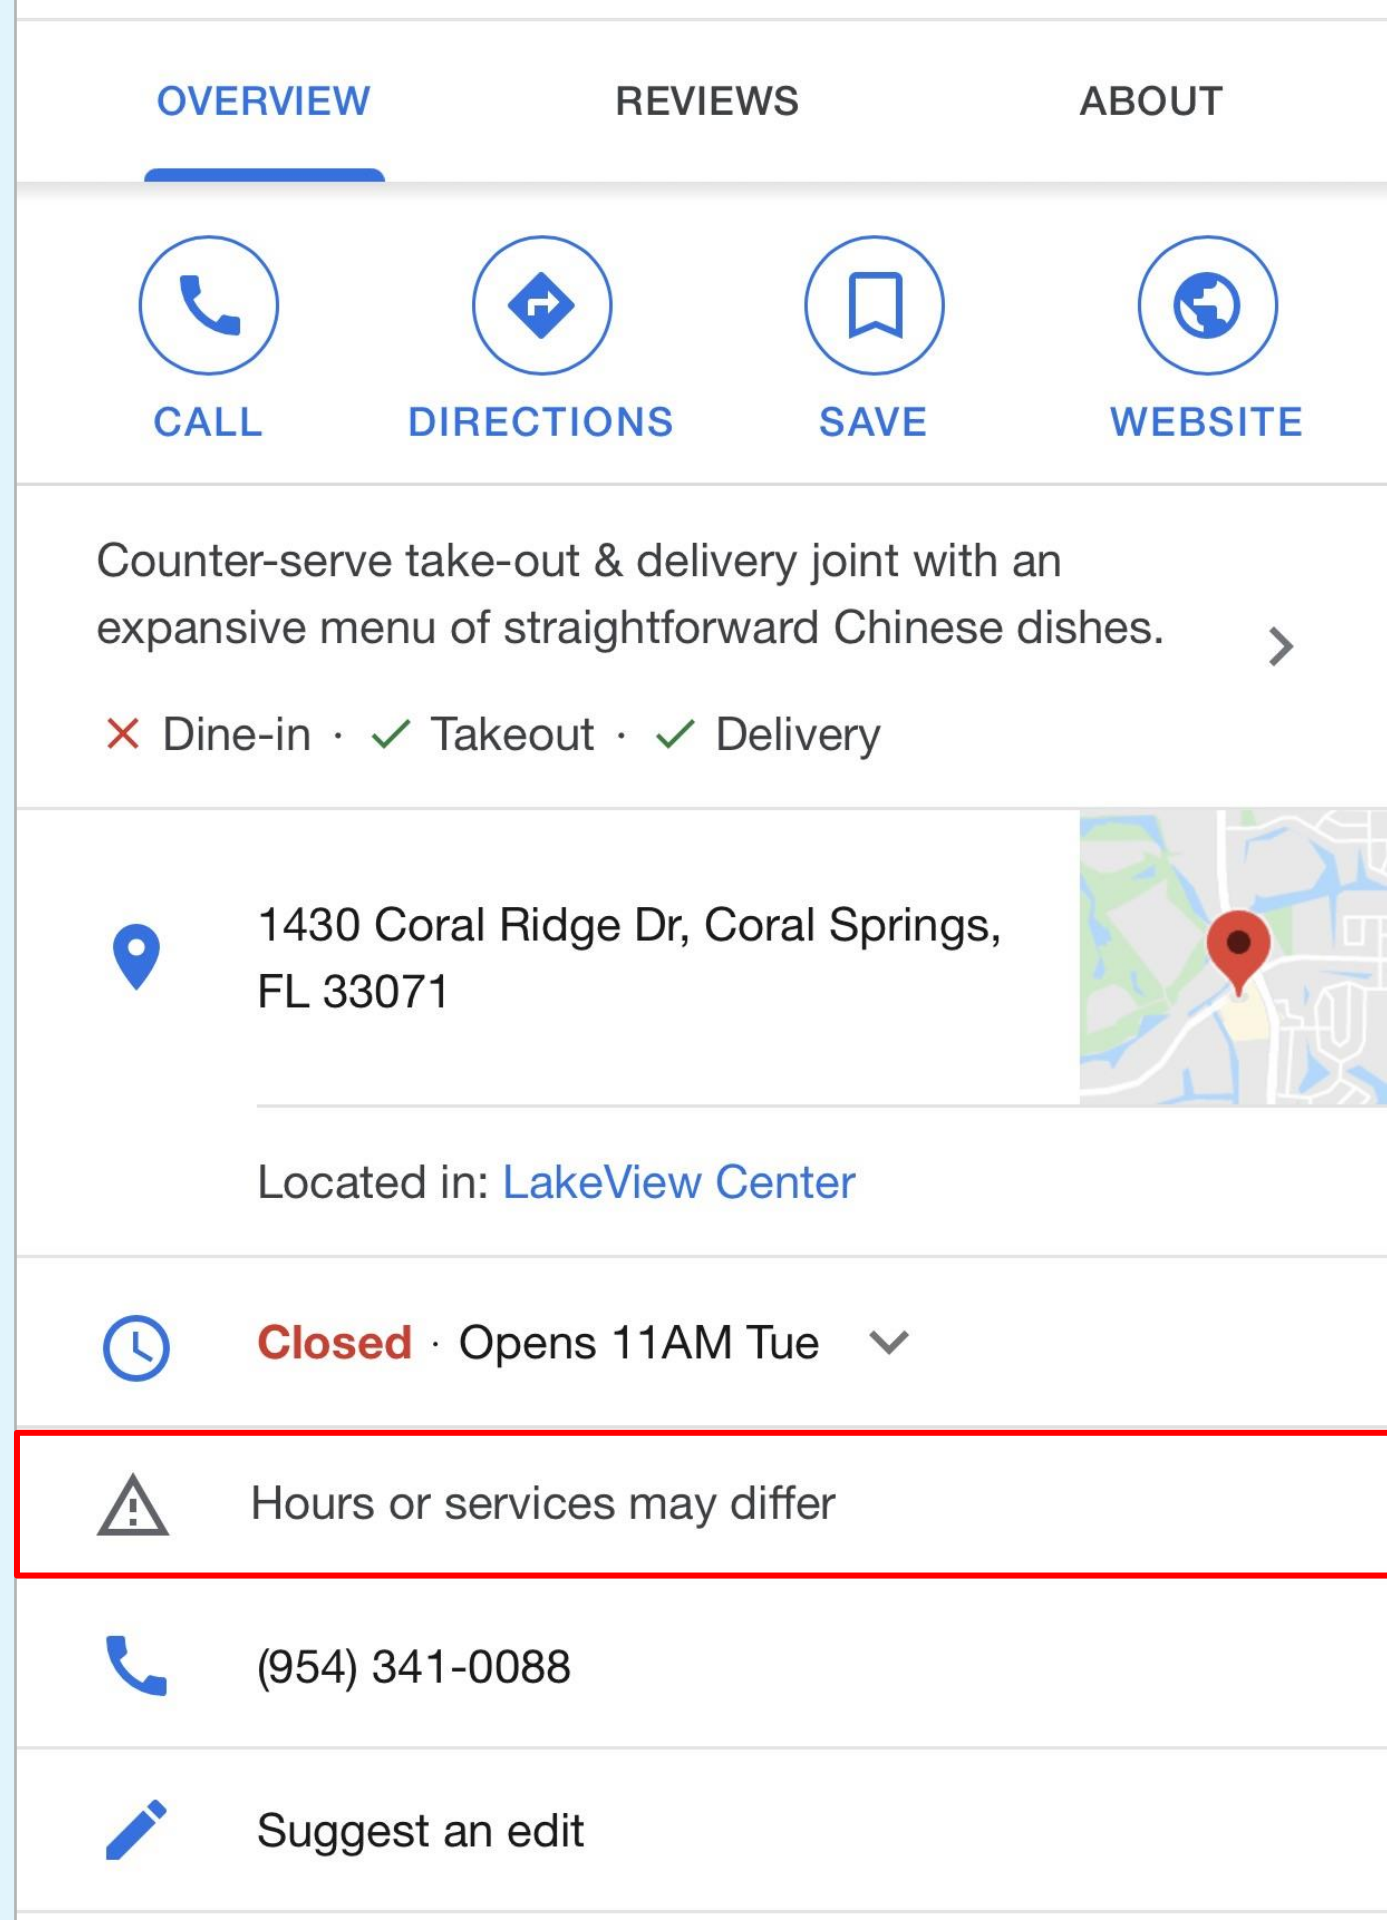 OVERVIEW REVIEWS ABOUT
CALL DIRECTIONS SAVE WEBSITE
Counter-serve take-out & delivery joint with an
expansive menu of straightforward Chinese dishes.
Dine-in · Takeout · Delivery
1430 Coral Ridge Dr, Coral Springs,
FL 33071
Located in: LakeView Center
Closed · Opens 11AM Tue
Hours or services may differ
(954) 341-0088
Suggest an edit